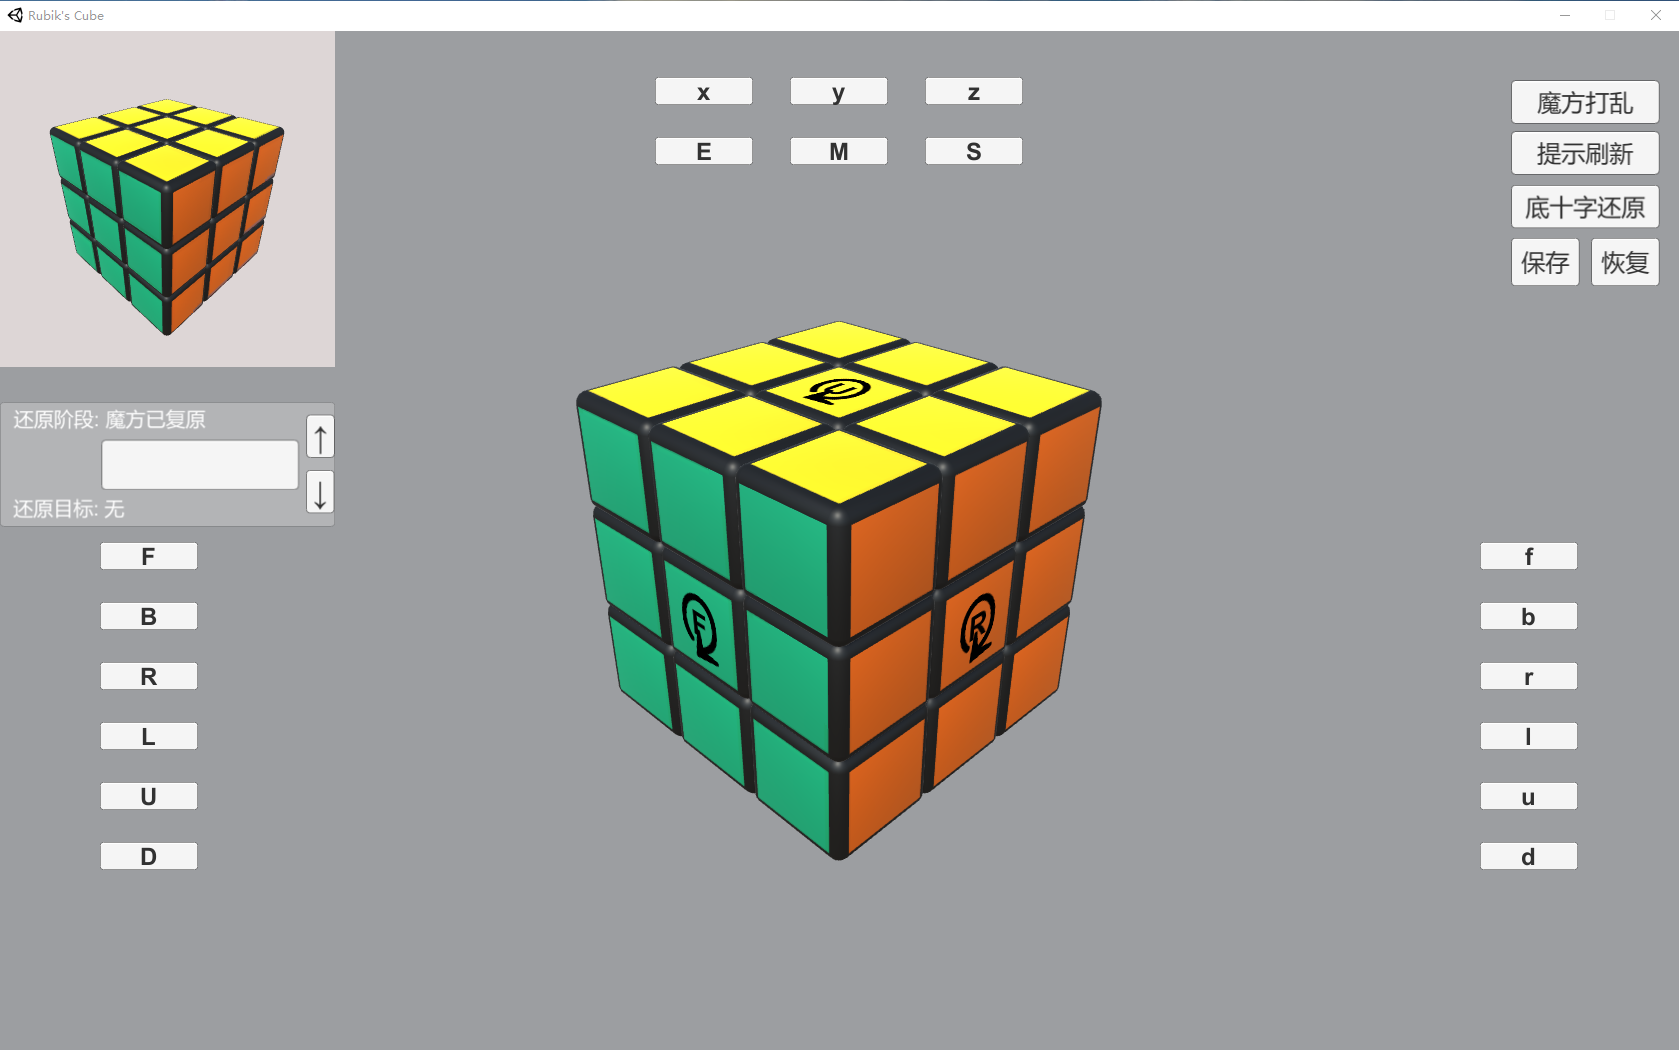 Rubik's Cube
x y z
E M S
魔方打乱
提示刷新
底十字还原
保存 恢复
还原阶段: 魔方已复原
↑
还原目标: 无
↓
U
F
R
F
B
R
L
U
D
f
b
r
l
u
d